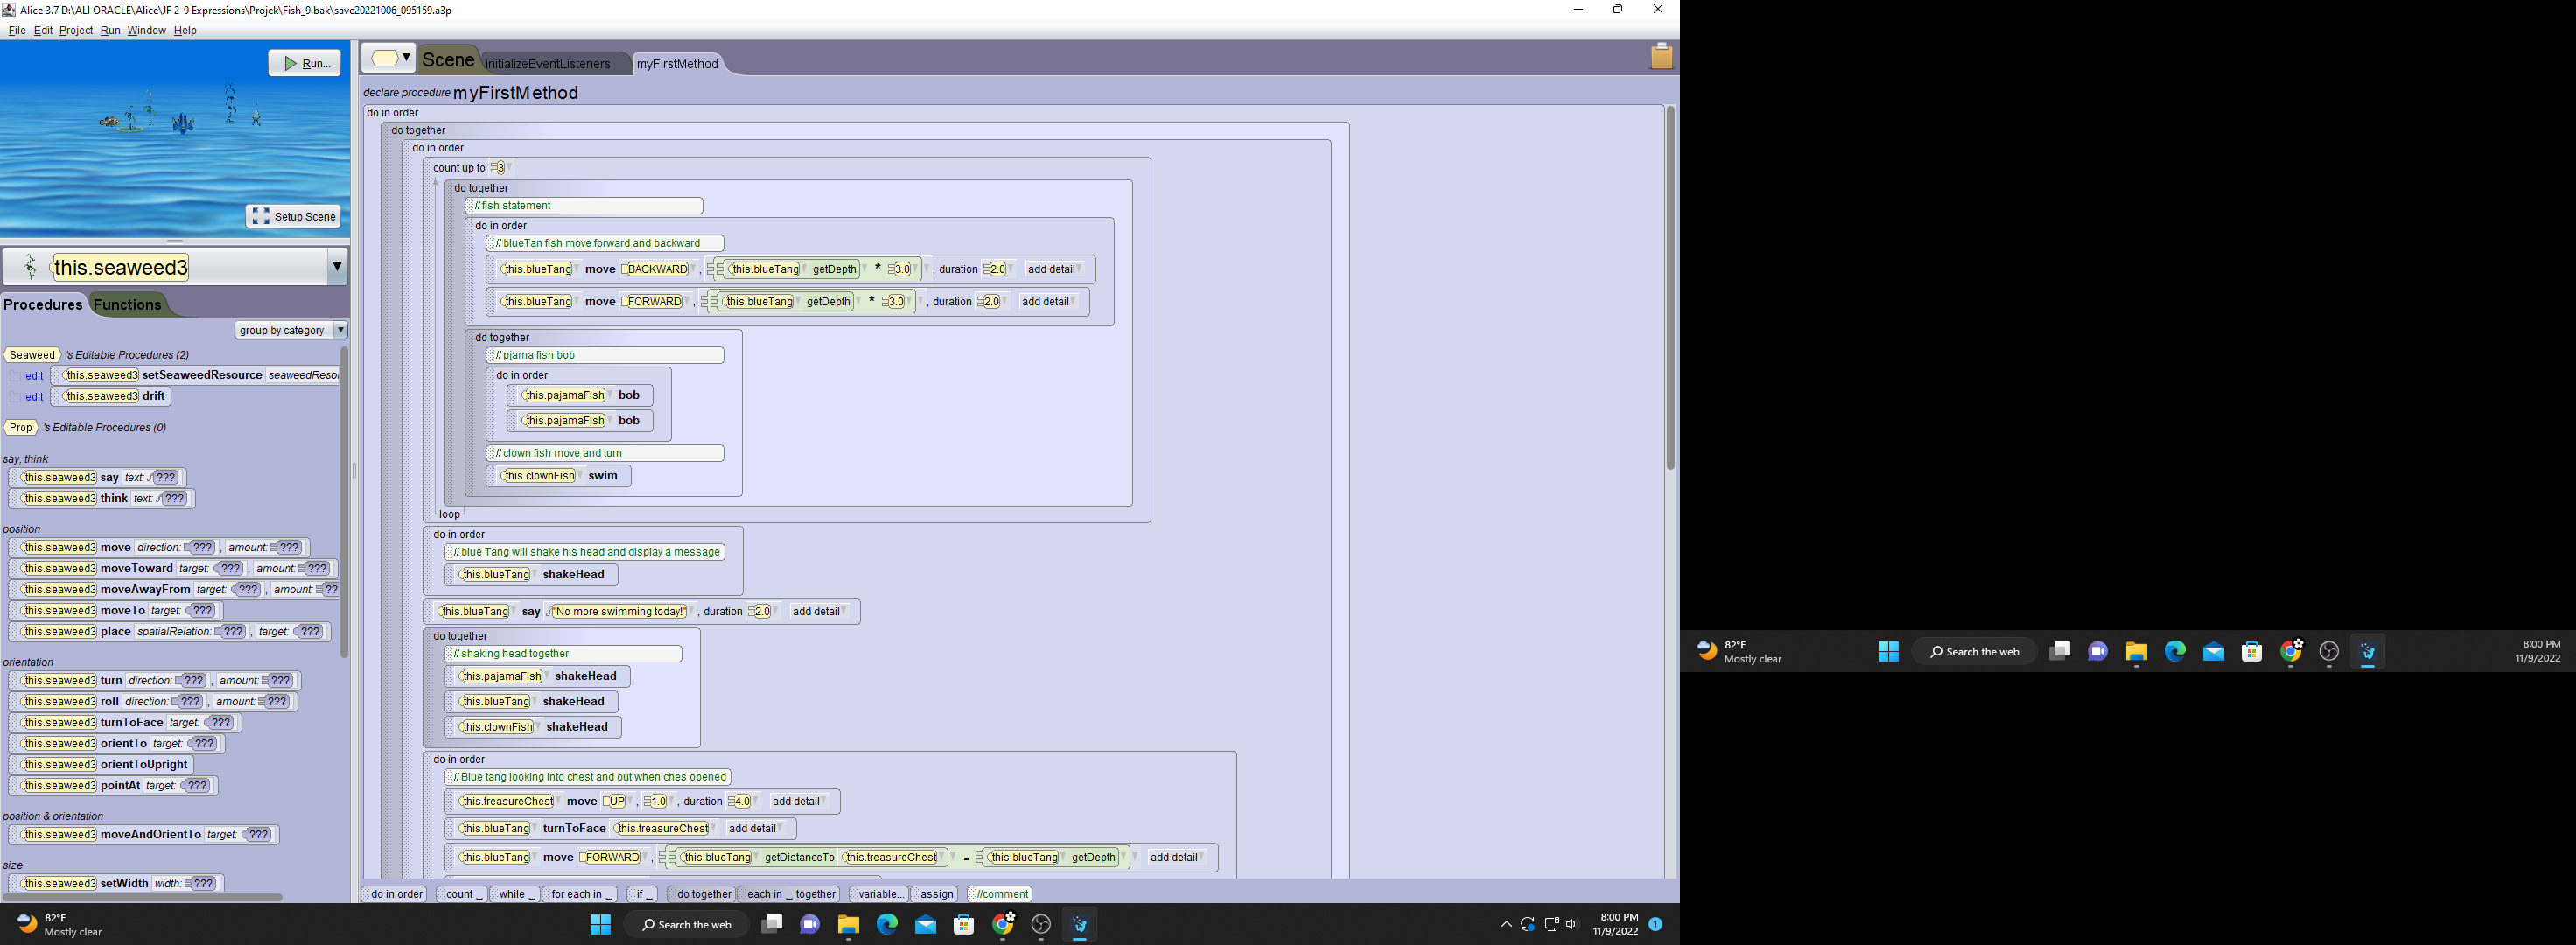 Alice 3.7 D:\ALI ORACLE\Alice\JF 2-9 Expressions\Projek\Fish_9.bak\save20221006_095159.a3p
File Edit Project Run Window Help
Run...
Setup Scene
this.seaweed3
Procedures Functions
group by category
Seaweed 's Editable Procedures (2)
edit this.seaweed3 setSeaweedResource seaweedResou
edit this.seaweed3 drift
Prop 's Editable Procedures (0)
say, think
this.seaweed3 say text: ???
this.seaweed3 think text: ???
position
this.seaweed3 move direction: ??? , amount: ???
this.seaweed3 moveToward target: ??? , amount: ???
this.seaweed3 moveAwayFrom target: ??? , amount: ??
this.seaweed3 moveTo target: ???
this.seaweed3 place spatialRelation: ??? , target: ???
orientation
this.seaweed3 turn direction: ??? , amount: ???
this.seaweed3 roll direction: ??? , amount: ???
this.seaweed3 turnToFace target: ???
this.seaweed3 orientTo target: ???
this.seaweed3 orientToUpright
this.seaweed3 pointAt target: ???
position & orientation
this.seaweed3 moveAndOrientTo target: ???
size
this.seaweed3 setWidth width: ???
Scene initializeEventListeners myFirstMethod
declare procedure myFirstMethod
do in order
do together
do in order
count up to 3
do together
//fish statement
do in order
// blueTan fish move forward and backward
this.blueTang move BACKWARD , this.blueTang getDepth * 3.0 , duration 2.0 add detail
this.blueTang move FORWARD , this.blueTang getDepth * 3.0 , duration 2.0 add detail
do together
// pjama fish bob
do in order
this.pajamaFish bob
this.pajamaFish bob
// clown fish move and turn
this.clownFish swim
loop
do in order
// blue Tang will shake his head and display a message
this.blueTang shakeHead
this.blueTang say "No more swimming today!" , duration 2.0 add detail
do together
// shaking head together
this.pajamaFish shakeHead
this.blueTang shakeHead
this.clownFish shakeHead
do in order
//Blue tang looking into chest and out when ches opened
this.treasureChest move UP , 1.0 , duration 4.0 add detail
this.blueTang turnToFace this.treasureChest add detail
this.blueTang move FORWARD , this.blueTang getDistanceTo this.treasureChest - this.blueTang getDepth add detail
do in order count _ while _ for each in _ if _ do together each in _ together variable... assign //comment
82°F
Mostly clear
Search the web
8:00 PM
11/9/2022
1
82°F
Mostly clear
Search the web
8:00 PM
11/9/2022